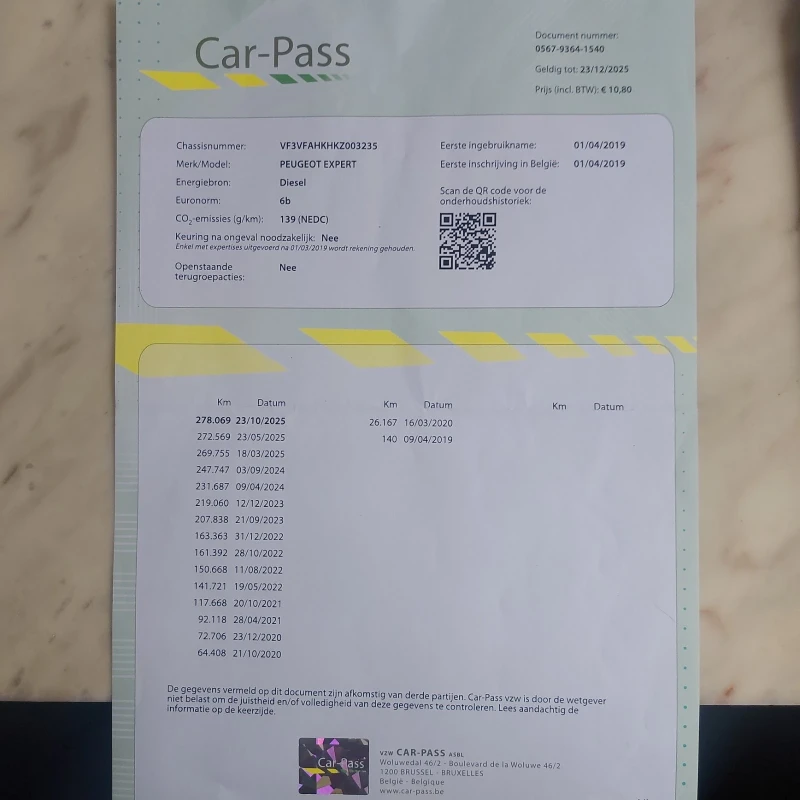 Car-Pass
Document nummer:
0567-9364-1540
Geldig tot: 23/12/2025
Prijs (incl. BTW): € 10,80
Chassisnummer: VF3VFAHKHKZ003235
Merk/Model: PEUGEOT EXPERT
Energiebron: Diesel
Euronorm: 6b
CO2-emissies (g/km): 139 (NEDC)
Keuring na ongeval noodzakelijk: Nee
Enkel met expertises uitgevoerd na 01/03/2019 wordt rekening gehouden.
Openstaande terugroepacties: Nee
Eerste ingebruikname: 01/04/2019
Eerste inschrijving in België: 01/04/2019
Scan de QR code voor de
onderhoudshistoriek:
Km Datum
278.069 23/10/2025
272.569 23/05/2025
269.755 18/03/2025
247.747 03/09/2024
231.687 09/04/2024
219.060 12/12/2023
207.838 21/09/2023
163.363 31/12/2022
161.392 28/10/2022
150.668 11/08/2022
141.721 19/05/2022
117.668 20/10/2021
92.118 28/04/2021
72.706 23/12/2020
64.408 21/10/2020
Km Datum
26.167 16/03/2020
140 09/04/2019
Km Datum
De gegevens vermeld op dit document zijn afkomstig van derde partijen. Car-Pass vzw is door de wetgever
niet belast om de juistheid en/of volledigheid van deze gegevens te controleren. Lees aandachtig de
informatie op de keerzijde.
Car-Pass
VZW CAR-PASS ASBL
Woluwedal 46/2 - Boulevard de la Woluwe 46/2
1200 BRUSSEL - BRUXELLES
België - Belgique
www.car-pass.be